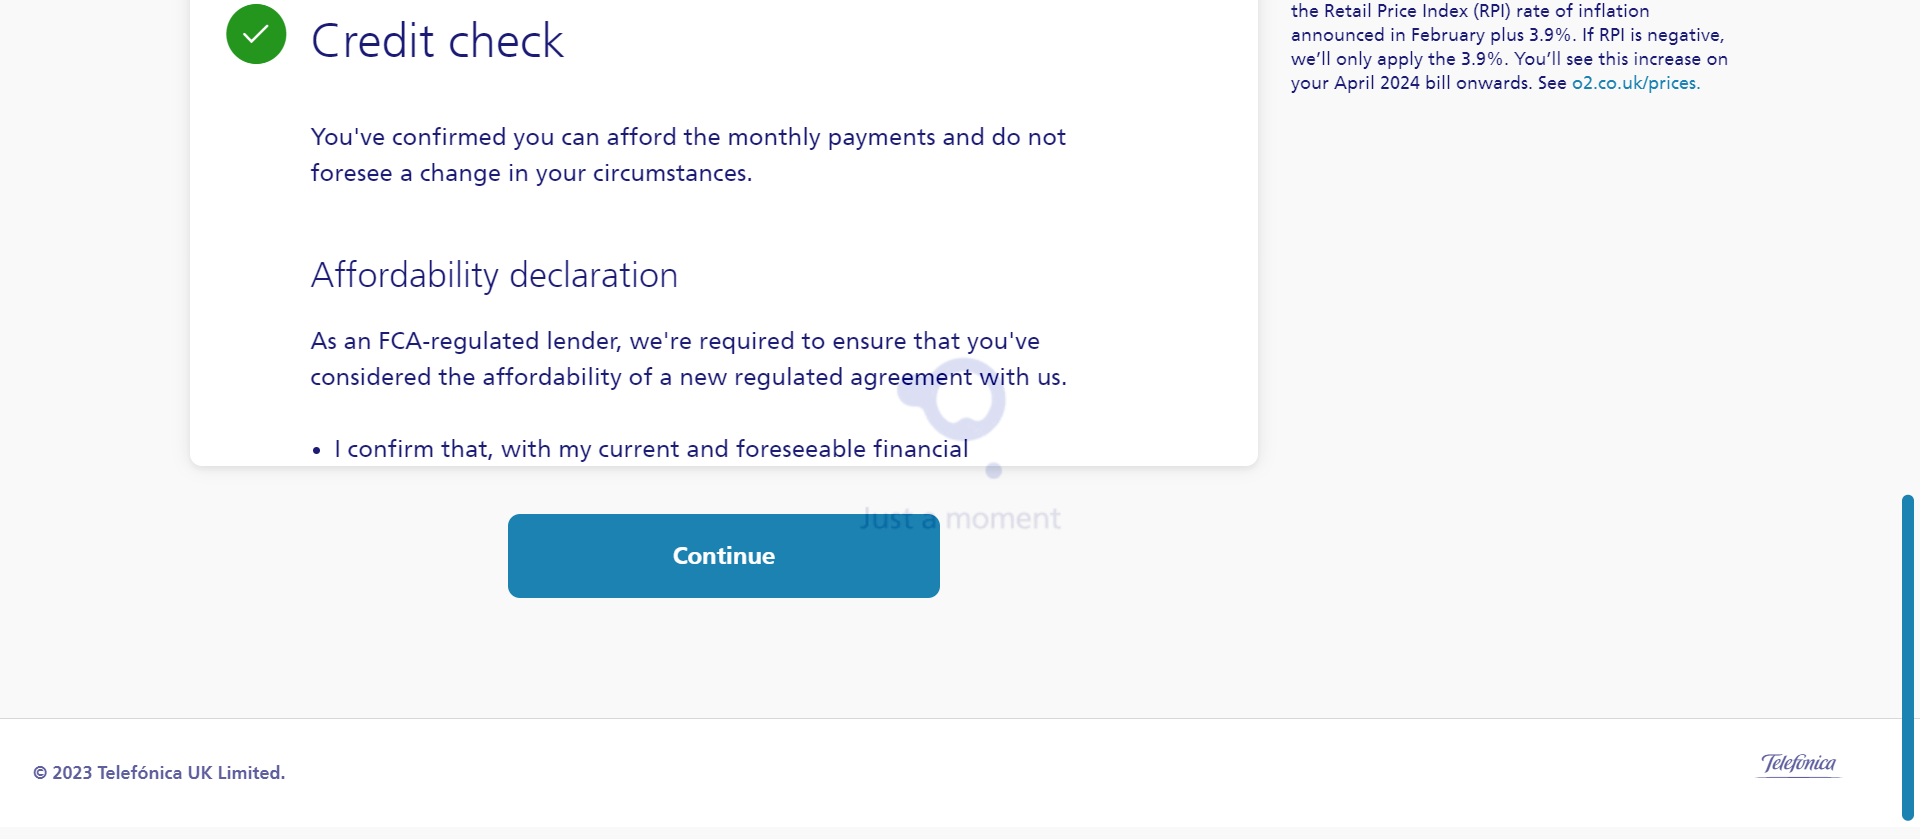 Credit check
You've confirmed you can afford the monthly payments and do not
foresee a change in your circumstances.
Affordability declaration
As an FCA-regulated lender, we're required to ensure that you've
considered the affordability of a new regulated agreement with us.
• I confirm that, with my current and foreseeable financial
Just a moment
Continue
the Retail Price Index (RPI) rate of inflation
announced in February plus 3.9%. If RPI is negative,
we’ll only apply the 3.9%. You’ll see this increase on
your April 2024 bill onwards. See o2.co.uk/prices.
© 2023 Telefónica UK Limited.
Telefónica